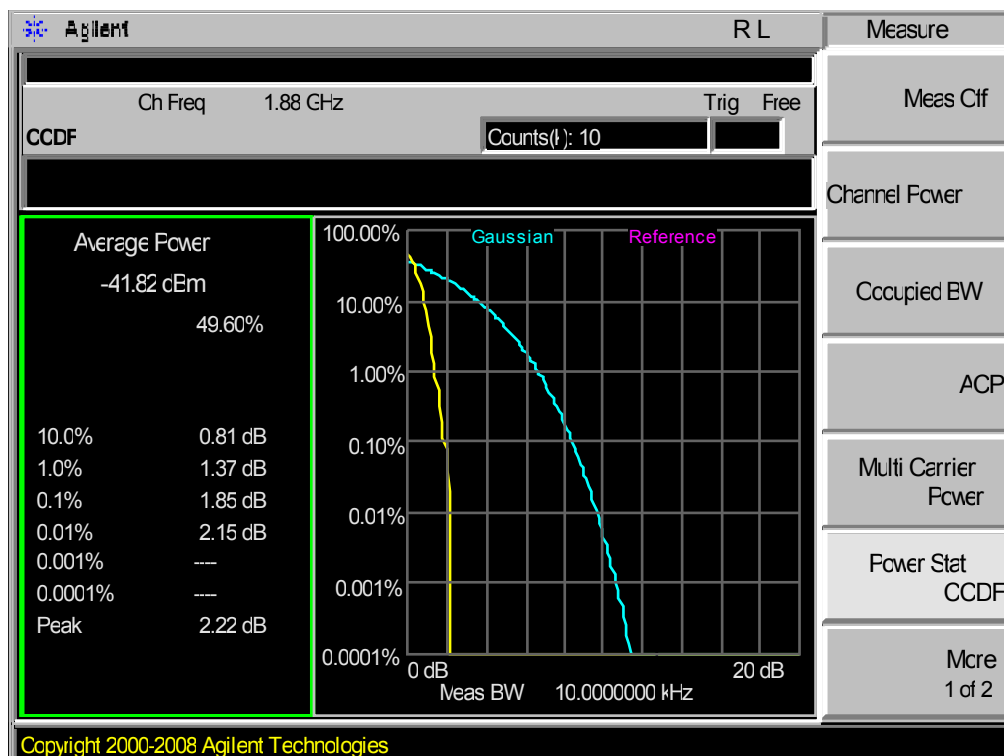 Agilent R L Measure
Ch Freq 1.88 GHz Trig Free
CCDF Counts(k): 10
Meas Off
Channel Power
Occupied BW
ACP
Multi Carrier
Power
Power Stat
CCDF
More
1 of 2
Average Power
-41.82 dBm
49.60%
10.0% 0.81 dB
1.0% 1.37 dB
0.1% 1.85 dB
0.01% 2.15 dB
0.001% ----
0.0001% ----
Peak 2.22 dB
Gaussian Reference
100.00%
10.00%
1.00%
0.10%
0.01%
0.001%
0.0001%
0 dB 20 dB
Meas BW 10.0000000 kHz
Copyright 2000-2008 Agilent Technologies